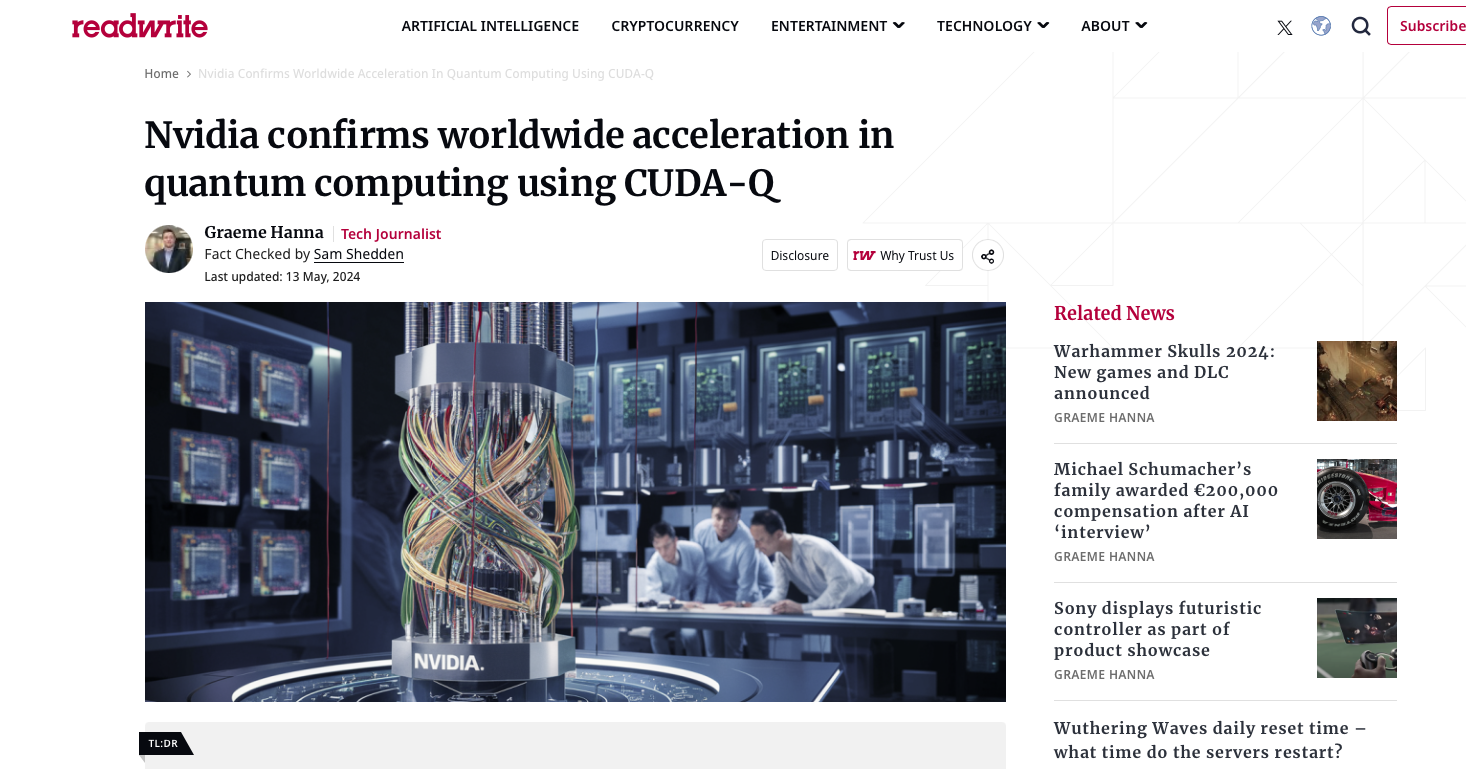 readwrite
ARTIFICIAL INTELLIGENCE
CRYPTOCURRENCY
ENTERTAINMENT
TECHNOLOGY
ABOUT
Subscribe
Home > Nvidia Confirms Worldwide Acceleration In Quantum Computing Using CUDA-Q
Nvidia confirms worldwide acceleration in
quantum computing using CUDA-Q
Graeme Hanna | Tech Journalist
Fact Checked by Sam Shedden
Last updated: 13 May, 2024
Disclosure
rw Why Trust Us
NVIDIA.
TL:DR
Related News
Warhammer Skulls 2024:
New games and DLC
announced
GRAEME HANNA
Michael Schumacher’s
family awarded €200,000
compensation after AI
‘interview’
GRAEME HANNA
Sony displays futuristic
controller as part of
product showcase
GRAEME HANNA
Wuthering Waves daily reset time –
what time do the servers restart?